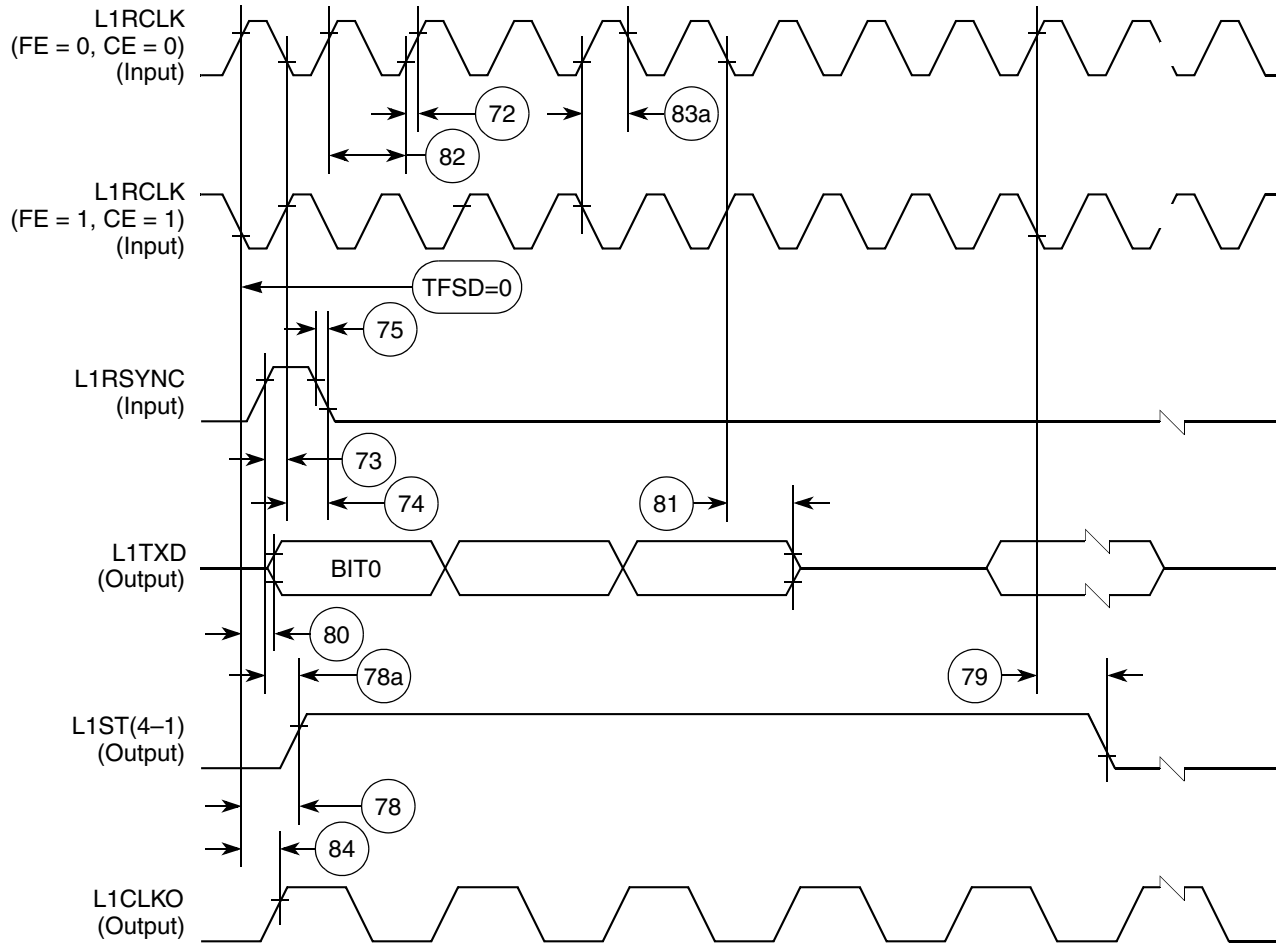 L1RCLK
(FE = 0, CE = 0)
(Input)
72
83a
82
L1RCLK
(FE = 1, CE = 1)
(Input)
TFSD=0
75
L1RSYNC
(Input)
73
74
81
L1TXD
(Output)
BIT0
80
78a
79
L1ST(4–1)
(Output)
78
84
L1CLKO
(Output)